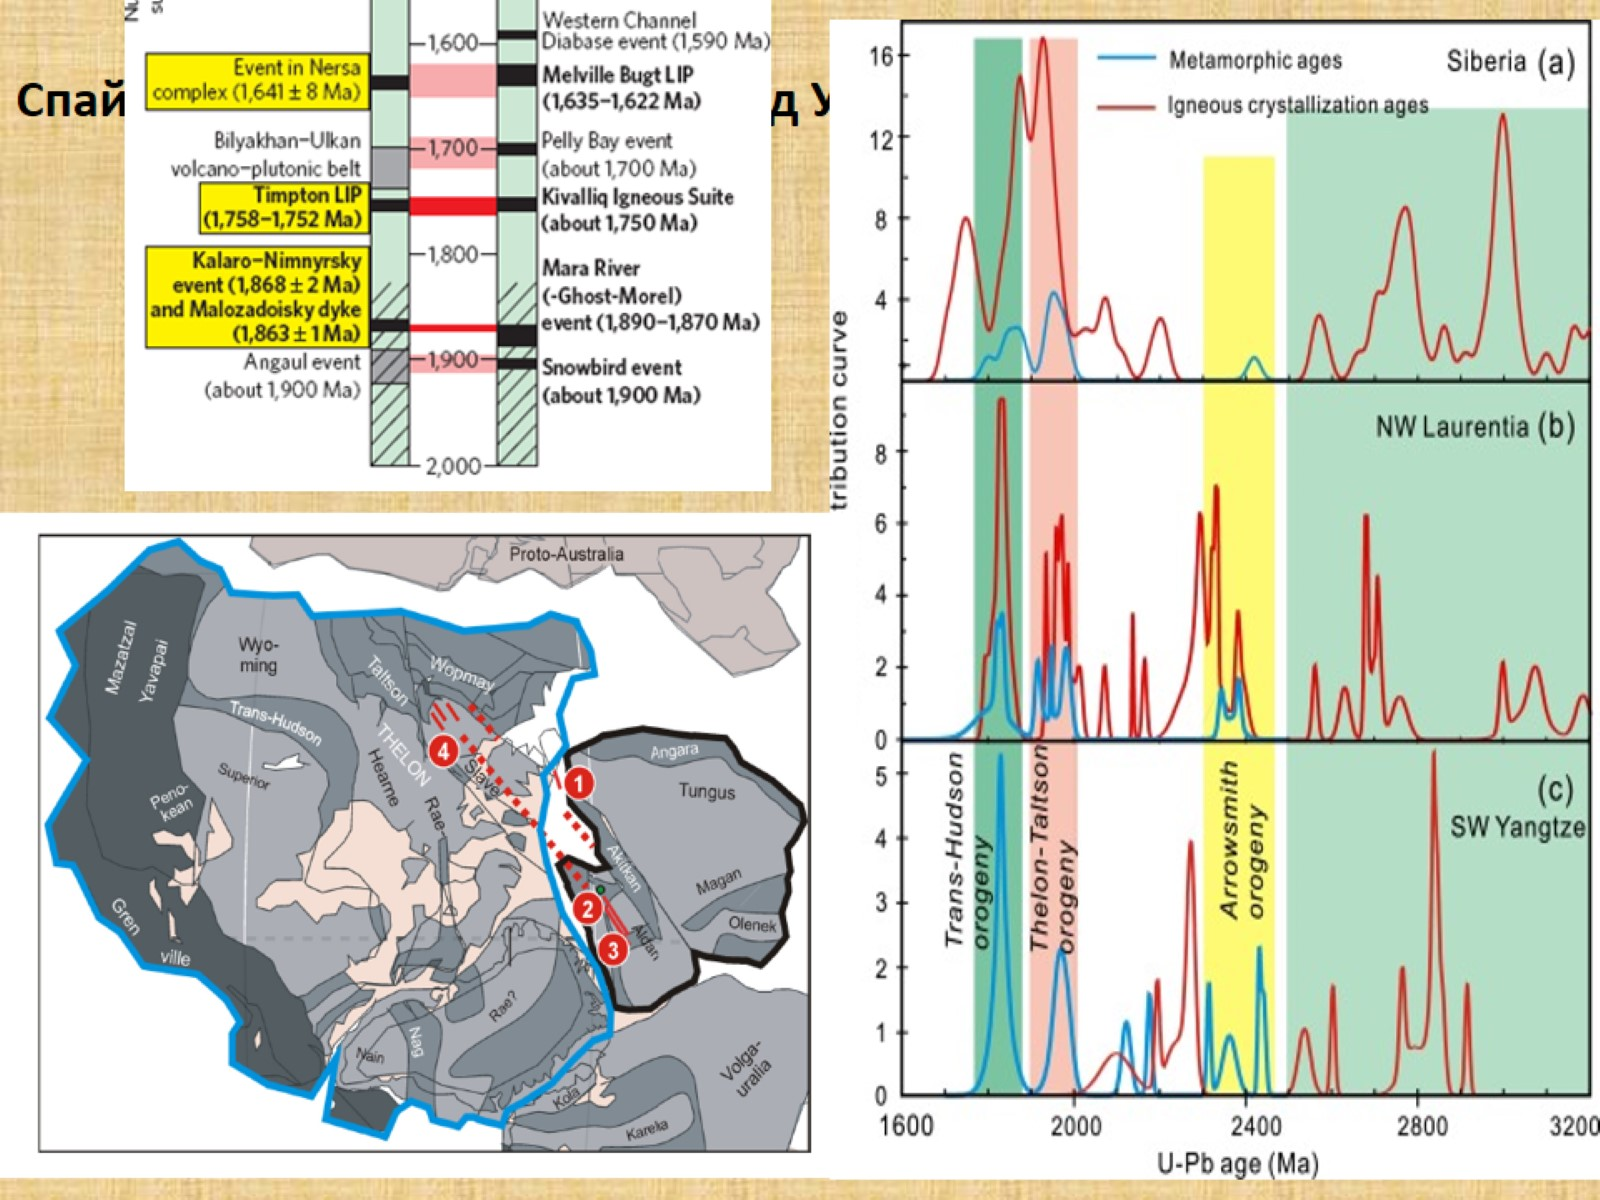 Спай
д У
1,600
1,700
1,800
1,900
2,000
Event in Nersa
complex (1,641 ± 8 Ma)
Bilyakhan–Ulkan
volcano–plutonic belt
Timpton LIP
(1,758–1,752 Ma)
Kalaro–Nimnyrsky
event (1,868 ± 2 Ma)
and Malozadoisky dyke
(1,863 ± 1 Ma)
Angaul event
(about 1,900 Ma)
Western Channel
Diabase event (1,590 Ma)
Melville Bugt LIP
(1,635–1,622 Ma)
Pelly Bay event
(about 1,700 Ma)
Kivalliq Igneous Suite
(about 1,750 Ma)
Mara River
(-Ghost-Morel)
event (1,890–1,870 Ma)
Snowbird event
(about 1,900 Ma)
Proto-Australia
Mazatzal
Yavapai
Wyo-
ming
Taltson
Wopmay
Trans-Hudson
THELON
Superior
Hearne
Rae
Slave
Peno-
kean
Gren
ville
Angara
Tungus
Akitkan
Magan
Olenek
Aldan
Rae?
Nag
Nain
Kola
Karelia
Volga-
uralia
1
2
3
4
Metamorphic ages
Igneous crystallization ages
Siberia (a)
16
12
8
4
tribution curve
NW Laurentia (b)
8
6
4
2
0
(c)
SW Yangtze
5
4
3
2
1
0
Trans-Hudson
orogeny
Thelon-Taltson
orogeny
Arrowsmith
orogeny
1600
2000
2400
2800
3200
U-Pb age (Ma)